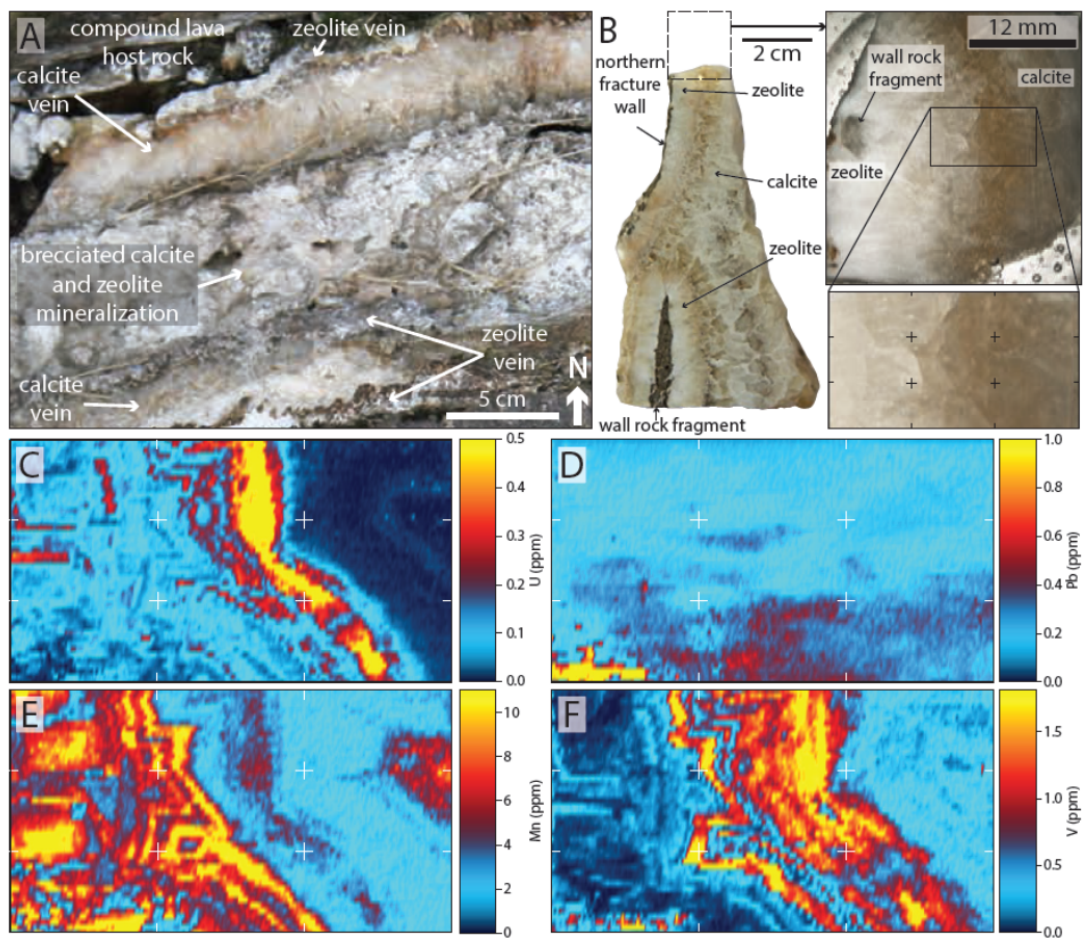 A
compound lava
host rock
zeolite vein
calcite
vein
brecciated calcite
and zeolite
mineralization
zeolite
vein
calcite
vein
5 cm
N
B
2 cm
northern
fracture
wall
zeolite
calcite
zeolite
wall rock fragment
12 mm
wall rock
fragment
calcite
zeolite
C
0.5
0.4
0.3
0.2
0.1
0.0
U (ppm)
D
1.0
0.8
0.6
0.4
0.2
0.0
Pb (ppm)
E
10
8
6
4
2
0
Mn (ppm)
F
1.5
1.0
0.5
0.0
V (ppm)